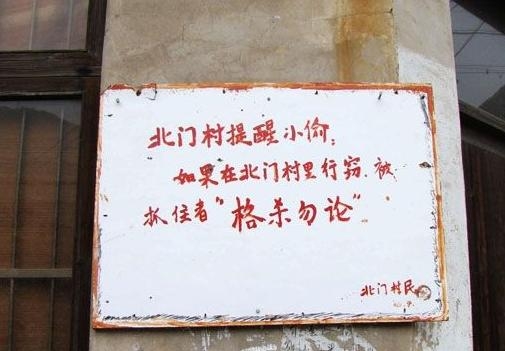 北门村提醒小偷：
如果在北门村里行窃、被
抓住者“格杀勿论”
北门村民